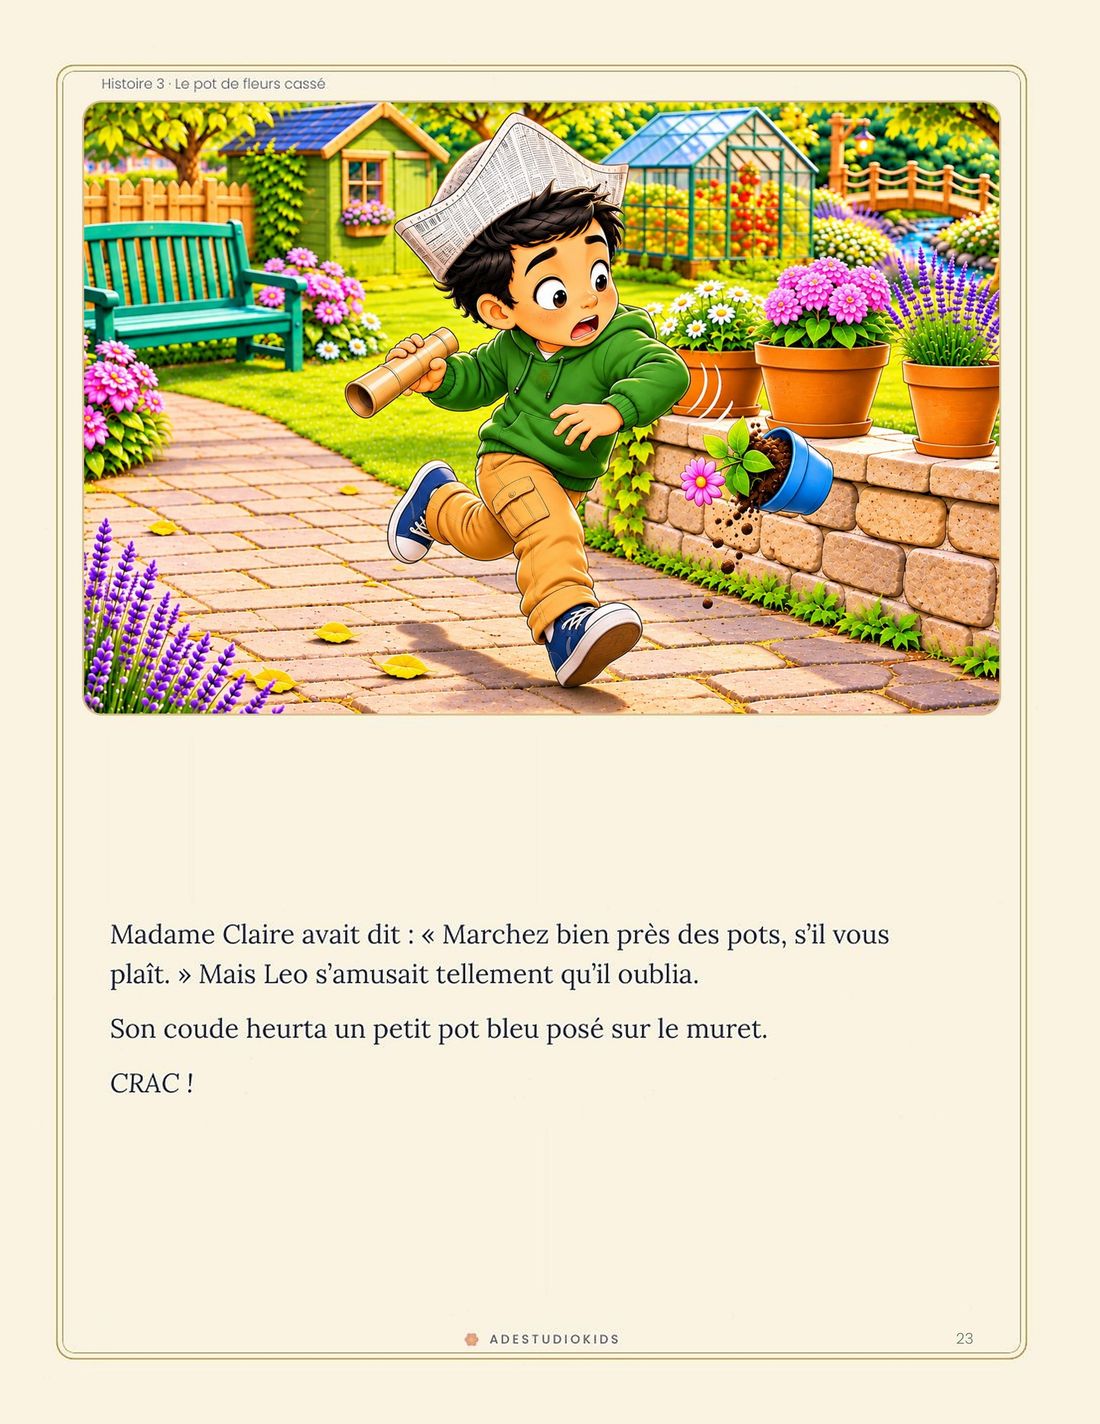 Histoire 3 · Le pot de fleurs cassé
Madame Claire avait dit : « Marchez bien près des pots, s’il vous
plaît. » Mais Leo s’amusait tellement qu’il oublia.
Son coude heurta un petit pot bleu posé sur le muret.
CRAC !
ADESTUDIOKIDS
23